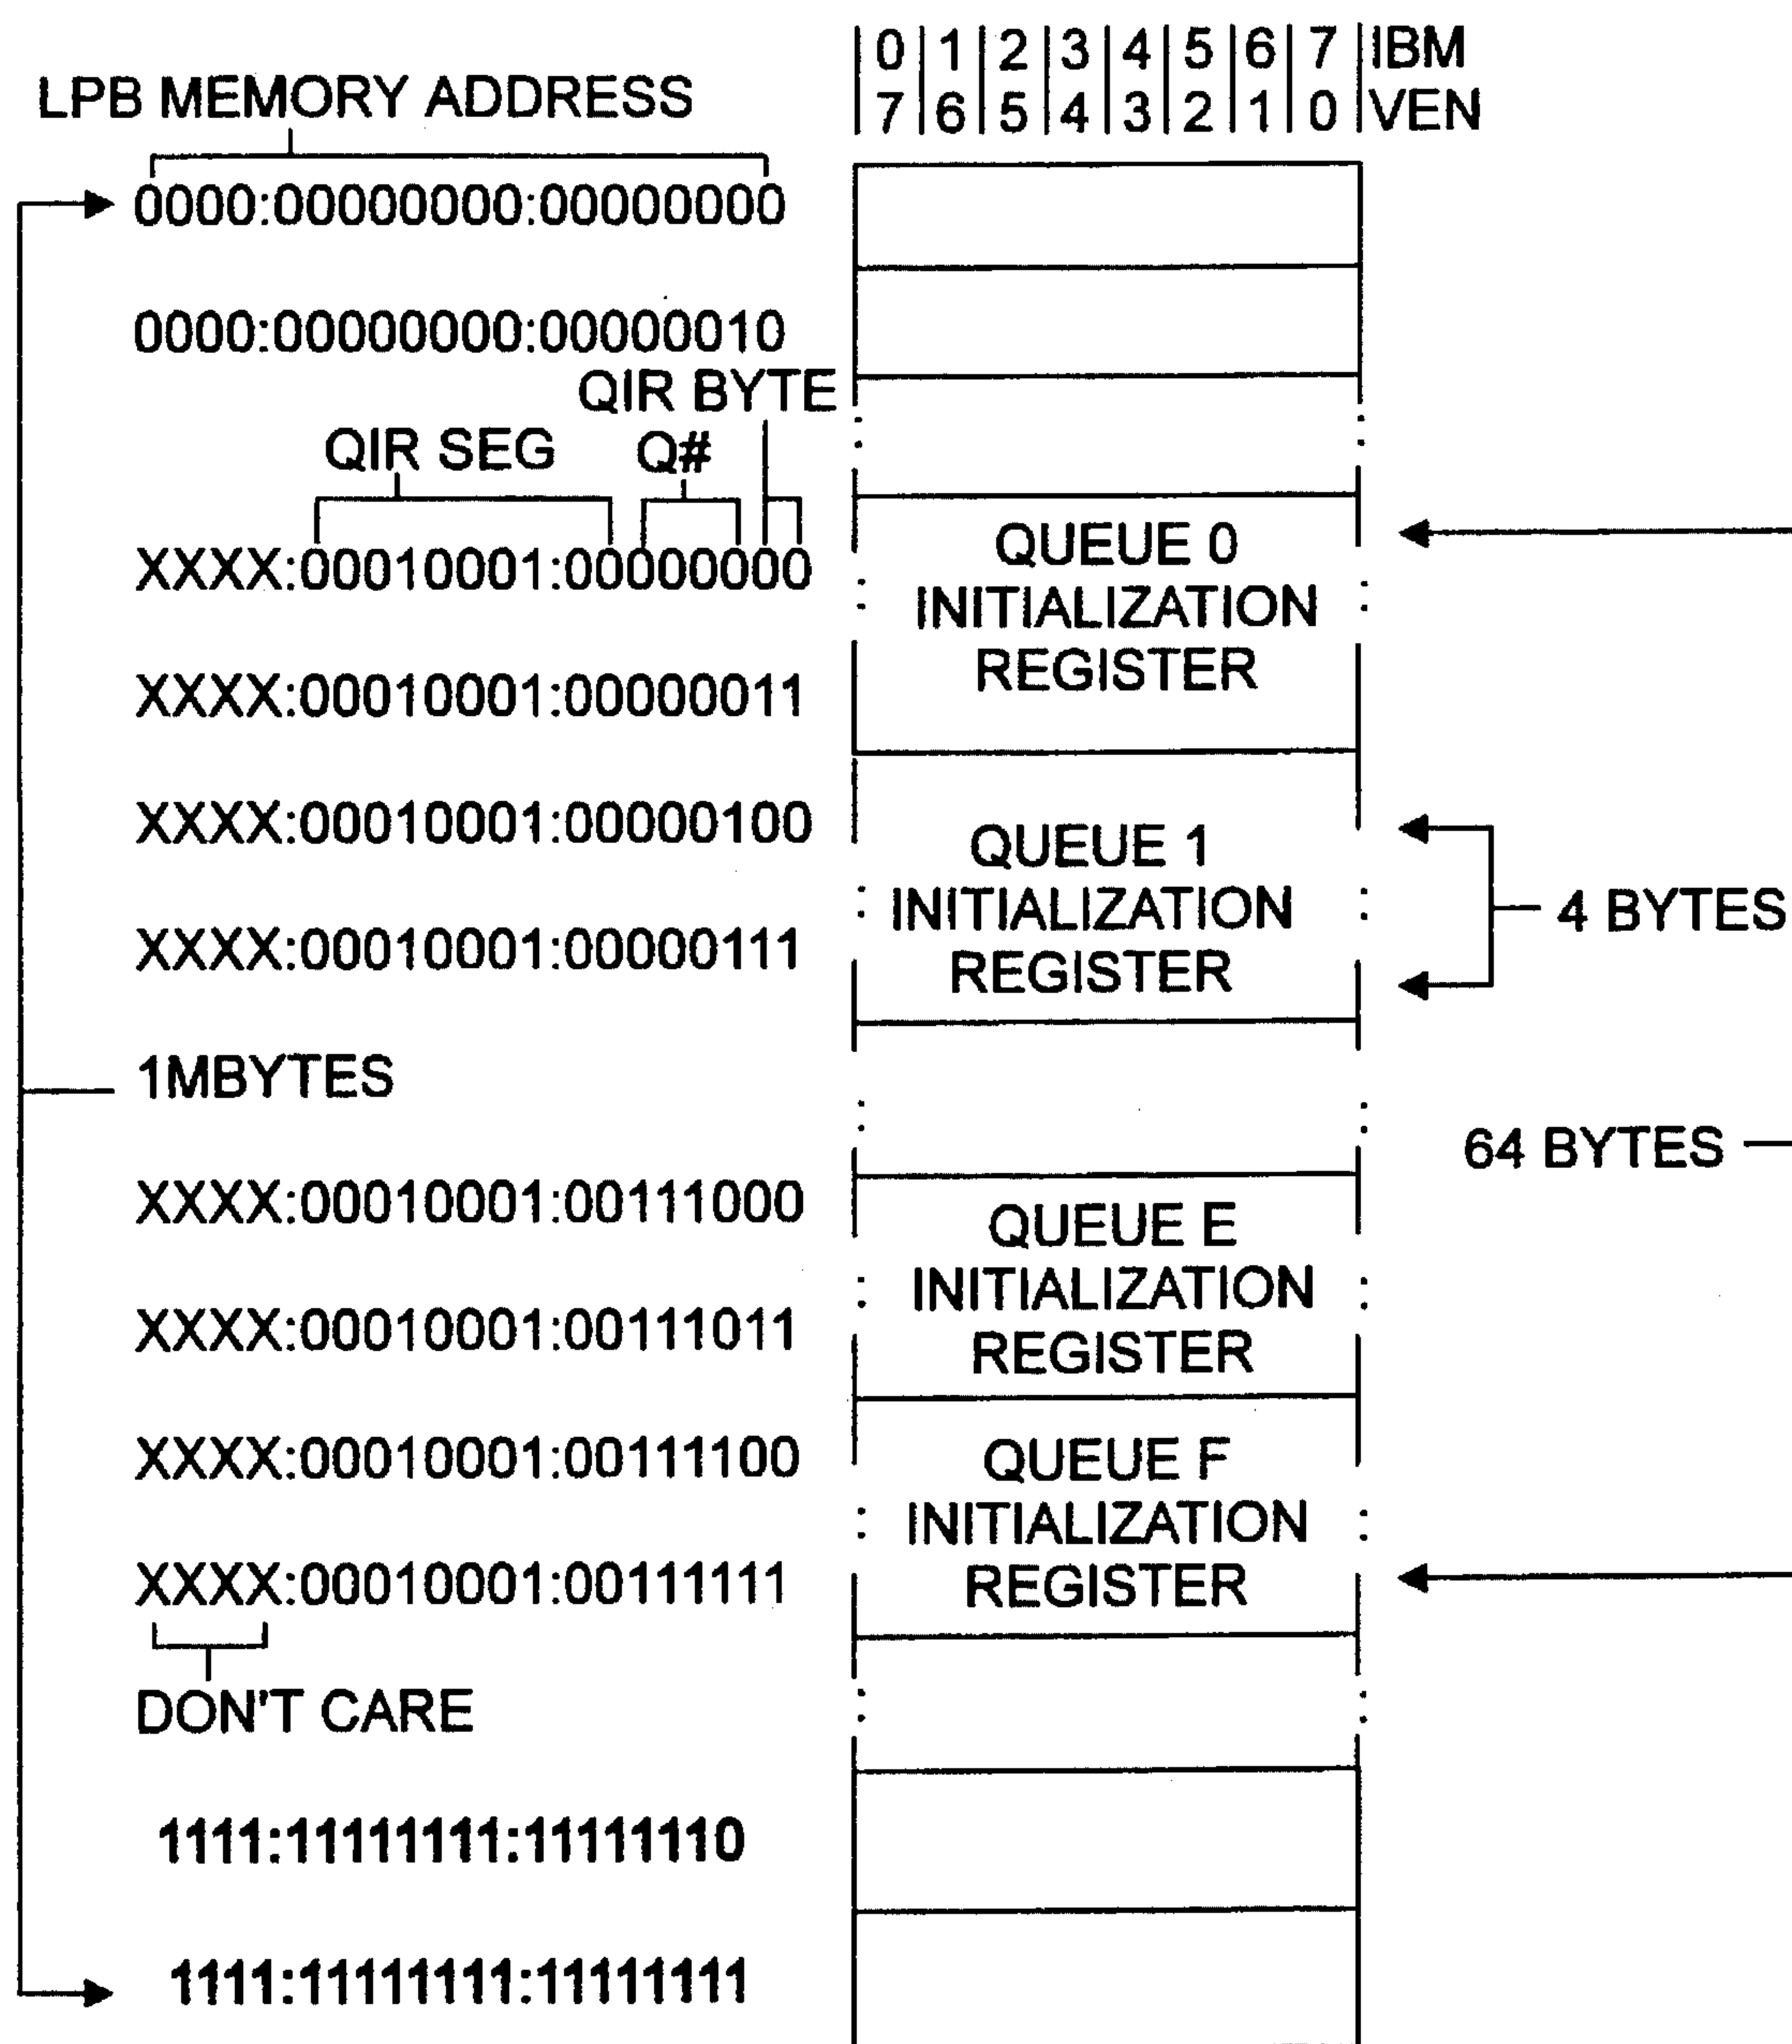 |0|1|2|3|4|5|6|7|IBM
|7|6|5|4|3|2|1|0|VEN
LPB MEMORY ADDRESS
0000:00000000:00000000
0000:00000000:00000010
QIR BYTE
QIR SEG Q#
XXXX:00010001:00000000
QUEUE 0
INITIALIZATION
REGISTER
XXXX:00010001:00000011
XXXX:00010001:00000100
QUEUE 1
INITIALIZATION
REGISTER
4 BYTES
XXXX:00010001:00000111
1MBYTES
64 BYTES
XXXX:00010001:00111000
QUEUE E
INITIALIZATION
REGISTER
XXXX:00010001:00111011
XXXX:00010001:00111100
QUEUE F
INITIALIZATION
REGISTER
XXXX:00010001:00111111
DON'T CARE
1111:11111111:11111110
1111:11111111:11111111